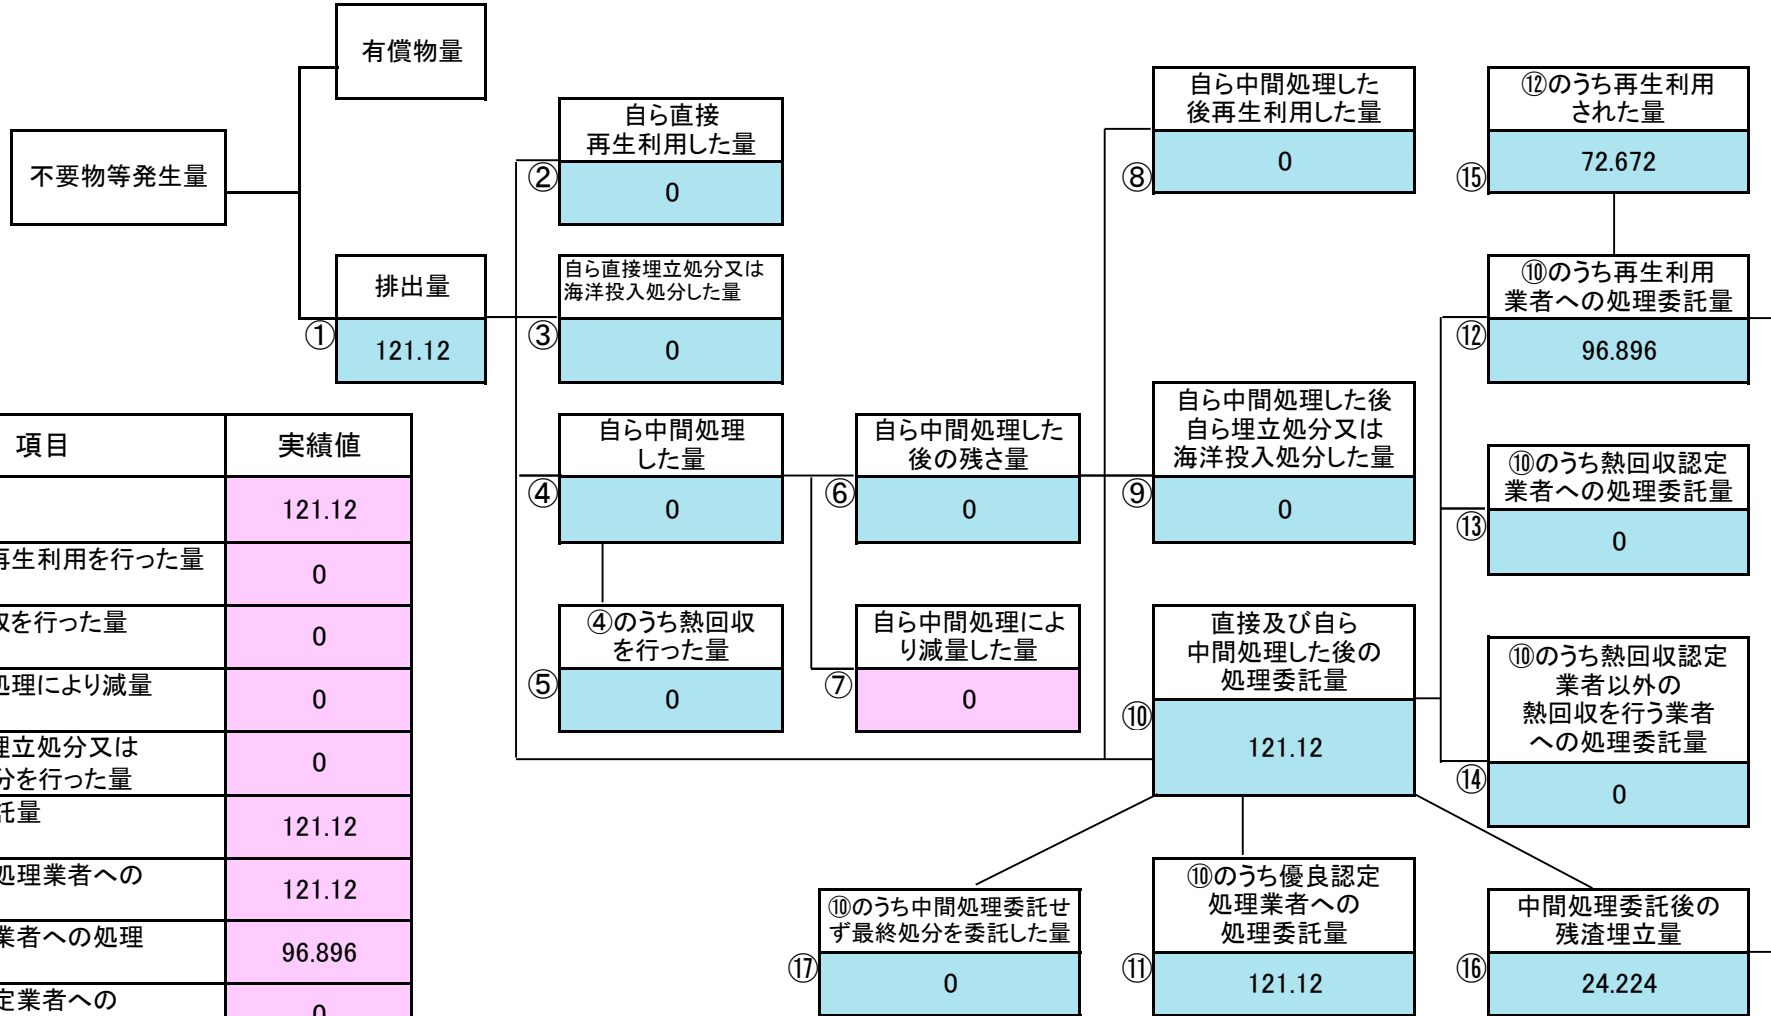 有償物量
不要物等発生量
排出量
①
121.12
自ら直接
再生利用した量
②
0
自ら直接埋立処分又は
海洋投入処分した量
③
0
自ら中間処理
した量
④
0
④のうち熱回収
を行った量
⑤
0
自ら中間処理した
後の残さ量
⑥
0
自ら中間処理によ
り減量した量
⑦
0
自ら中間処理した
後再生利用した量
⑧
0
自ら中間処理した後
自ら埋立処分又は
海洋投入処分した量
⑨
0
直接及び自ら
中間処理した後の
処理委託量
⑩
121.12
⑩のうち優良認定
処理業者への
処理委託量
⑪
121.12
⑩のうち中間処理委託せ
ず最終処分を委託した量
⑰
0
⑫のうち再生利用
された量
⑮
72.672
⑩のうち再生利用
業者への処理委託量
⑫
96.896
⑩のうち熱回収認定
業者への処理委託量
⑬
0
⑩のうち熱回収認定
業者以外の
熱回収を行う業者
への処理委託量
⑭
0
中間処理委託後の
残渣埋立量
⑯
24.224
項目 実績値
121.12
再生利用を行った量
0
収を行った量
0
処理により減量
0
埋立処分又は
分を行った量
0
託量
121.12
処理業者への
121.12
業者への処理
96.896
定業者への
0